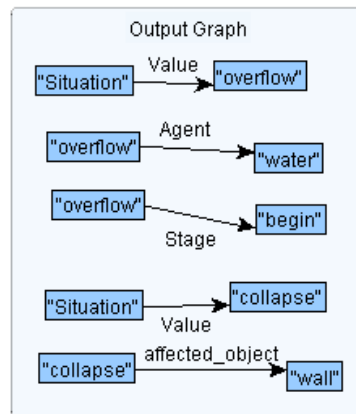 Output Graph
Value
"Situation" "overflow"
Agent
"overflow" "water"
"overflow" "begin"
Stage
"Situation" "collapse"
Value
affected_object
"collapse" "wall"